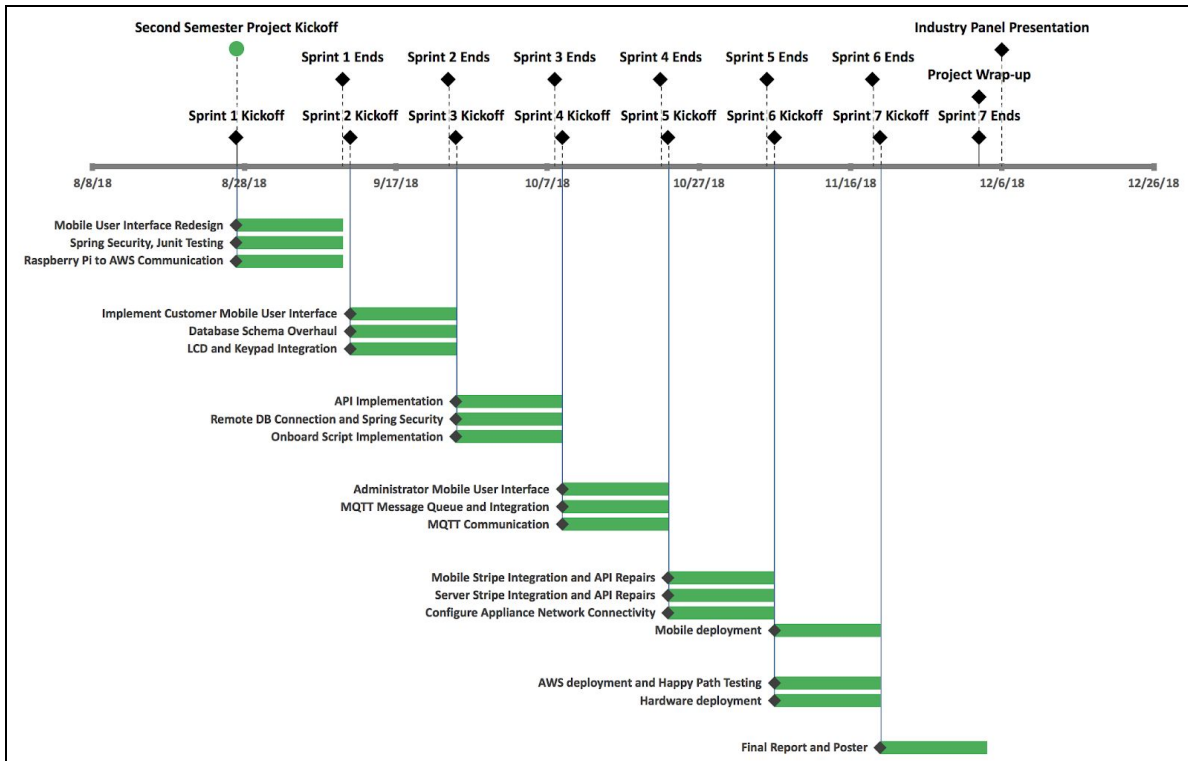 Second Semester Project Kickoff
Industry Panel Presentation
Sprint 1 Ends
Sprint 2 Ends
Sprint 3 Ends
Sprint 4 Ends
Sprint 5 Ends
Sprint 6 Ends
Project Wrap-up
Sprint 1 Kickoff
Sprint 2 Kickoff
Sprint 3 Kickoff
Sprint 4 Kickoff
Sprint 5 Kickoff
Sprint 6 Kickoff
Sprint 7 Kickoff
Sprint 7 Ends
8/8/18
8/28/18
9/17/18
10/7/18
10/27/18
11/16/18
12/6/18
12/26/18
Mobile User Interface Redesign
Spring Security, Junit Testing
Raspberry Pi to AWS Communication
Implement Customer Mobile User Interface
Database Schema Overhaul
LCD and Keypad Integration
API Implementation
Remote DB Connection and Spring Security
Onboard Script Implementation
Administrator Mobile User Interface
MQTT Message Queue and Integration
MQTT Communication
Mobile Stripe Integration and API Repairs
Server Stripe Integration and API Repairs
Configure Appliance Network Connectivity
Mobile deployment
AWS deployment and Happy Path Testing
Hardware deployment
Final Report and Poster